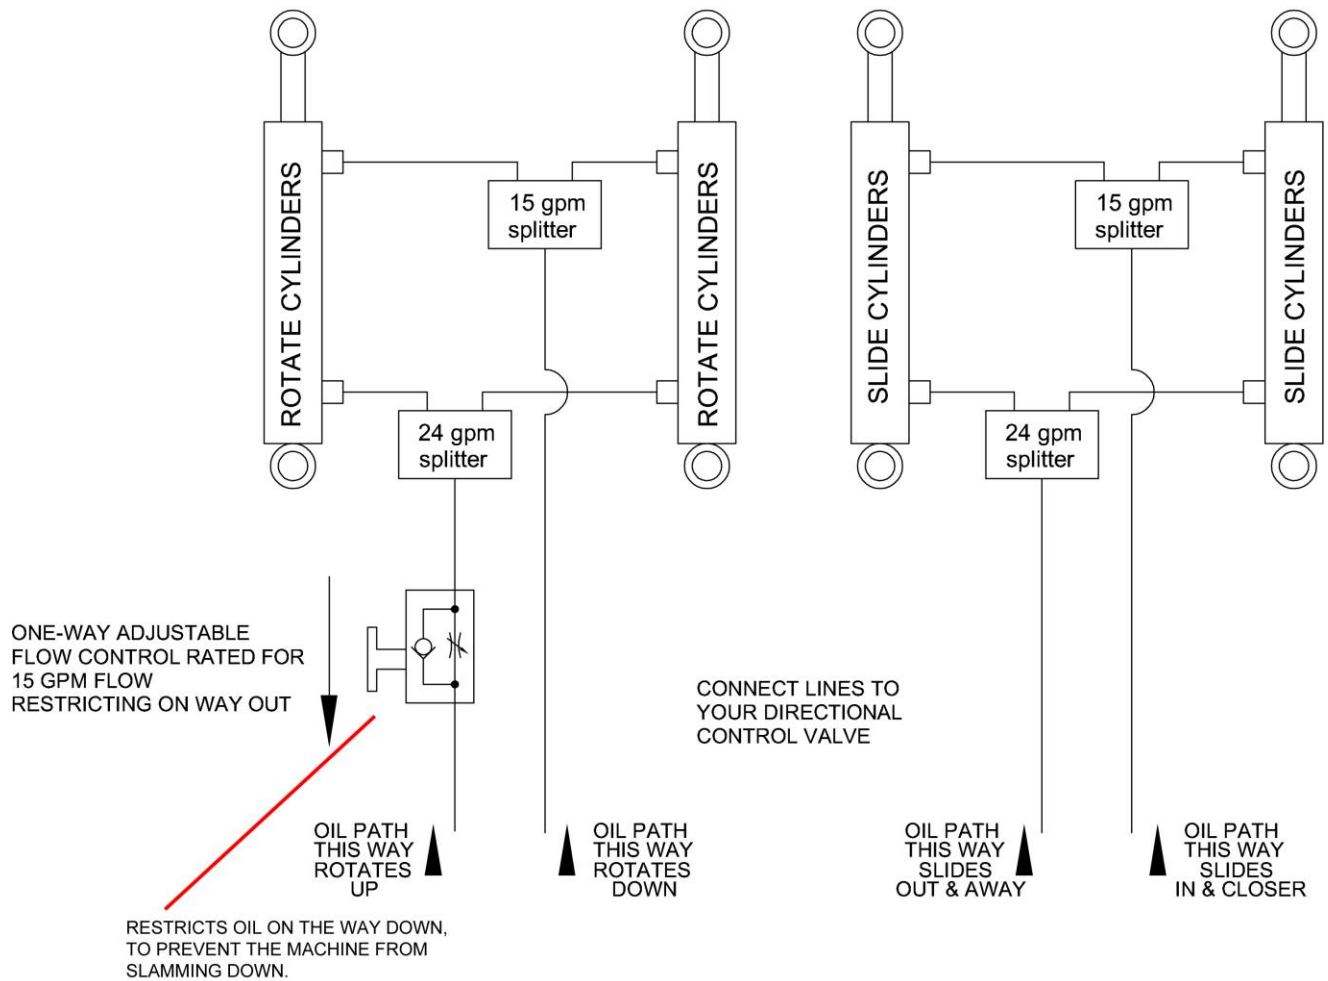 ROTATE CYLINDERS
15 gpm
splitter
ROTATE CYLINDERS
24 gpm
splitter
SLIDE CYLINDERS
15 gpm
splitter
SLIDE CYLINDERS
24 gpm
splitter
ONE-WAY ADJUSTABLE
FLOW CONTROL RATED FOR
15 GPM FLOW
RESTRICTING ON WAY OUT
CONNECT LINES TO
YOUR DIRECTIONAL
CONTROL VALVE
OIL PATH
THIS WAY
ROTATES
UP
OIL PATH
THIS WAY
ROTATES
DOWN
OIL PATH
THIS WAY
SLIDES
OUT & AWAY
OIL PATH
THIS WAY
SLIDES
IN & CLOSER
RESTRICTS OIL ON THE WAY DOWN,
TO PREVENT THE MACHINE FROM
SLAMMING DOWN.